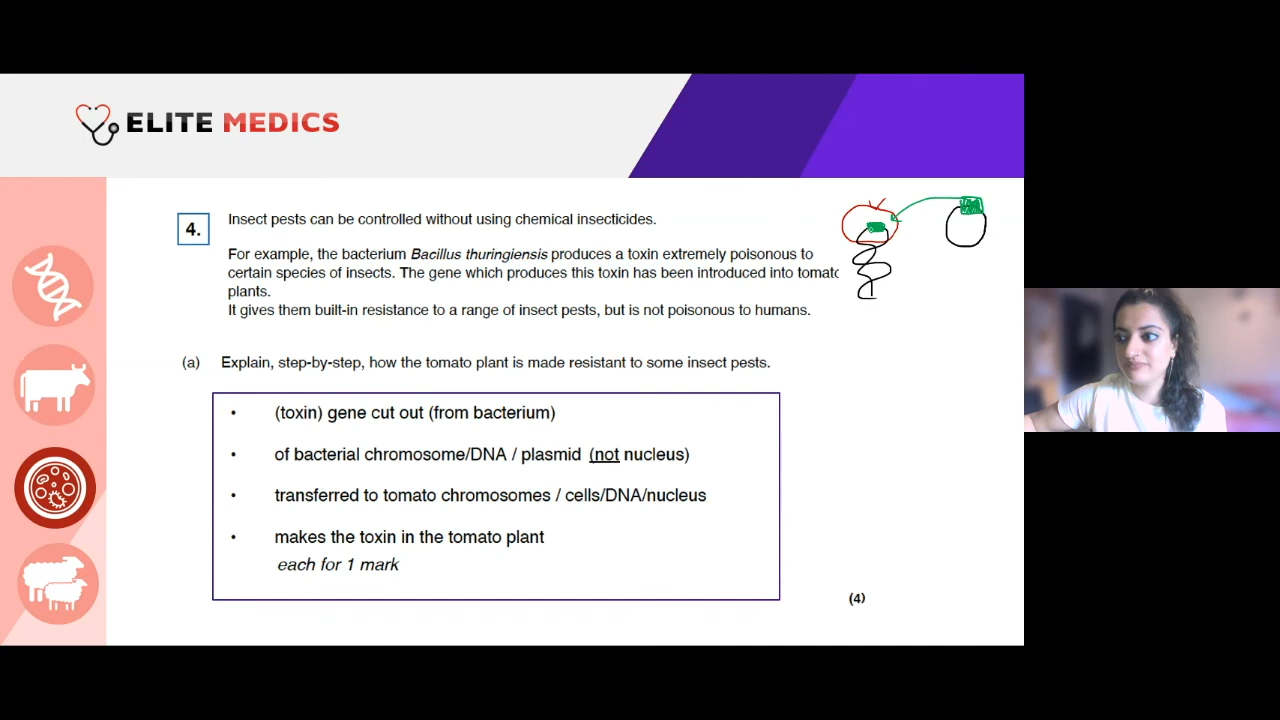 ELITE MEDICS
4.
Insect pests can be controlled without using chemical insecticides.
For example, the bacterium Bacillus thuringiensis produces a toxin extremely poisonous to
certain species of insects. The gene which produces this toxin has been introduced into tomato
plants.
It gives them built-in resistance to a range of insect pests, but is not poisonous to humans.
(a) Explain, step-by-step, how the tomato plant is made resistant to some insect pests.
• (toxin) gene cut out (from bacterium)
• of bacterial chromosome/DNA / plasmid (not nucleus)
• transferred to tomato chromosomes / cells/DNA/nucleus
• makes the toxin in the tomato plant
each for 1 mark
(4)